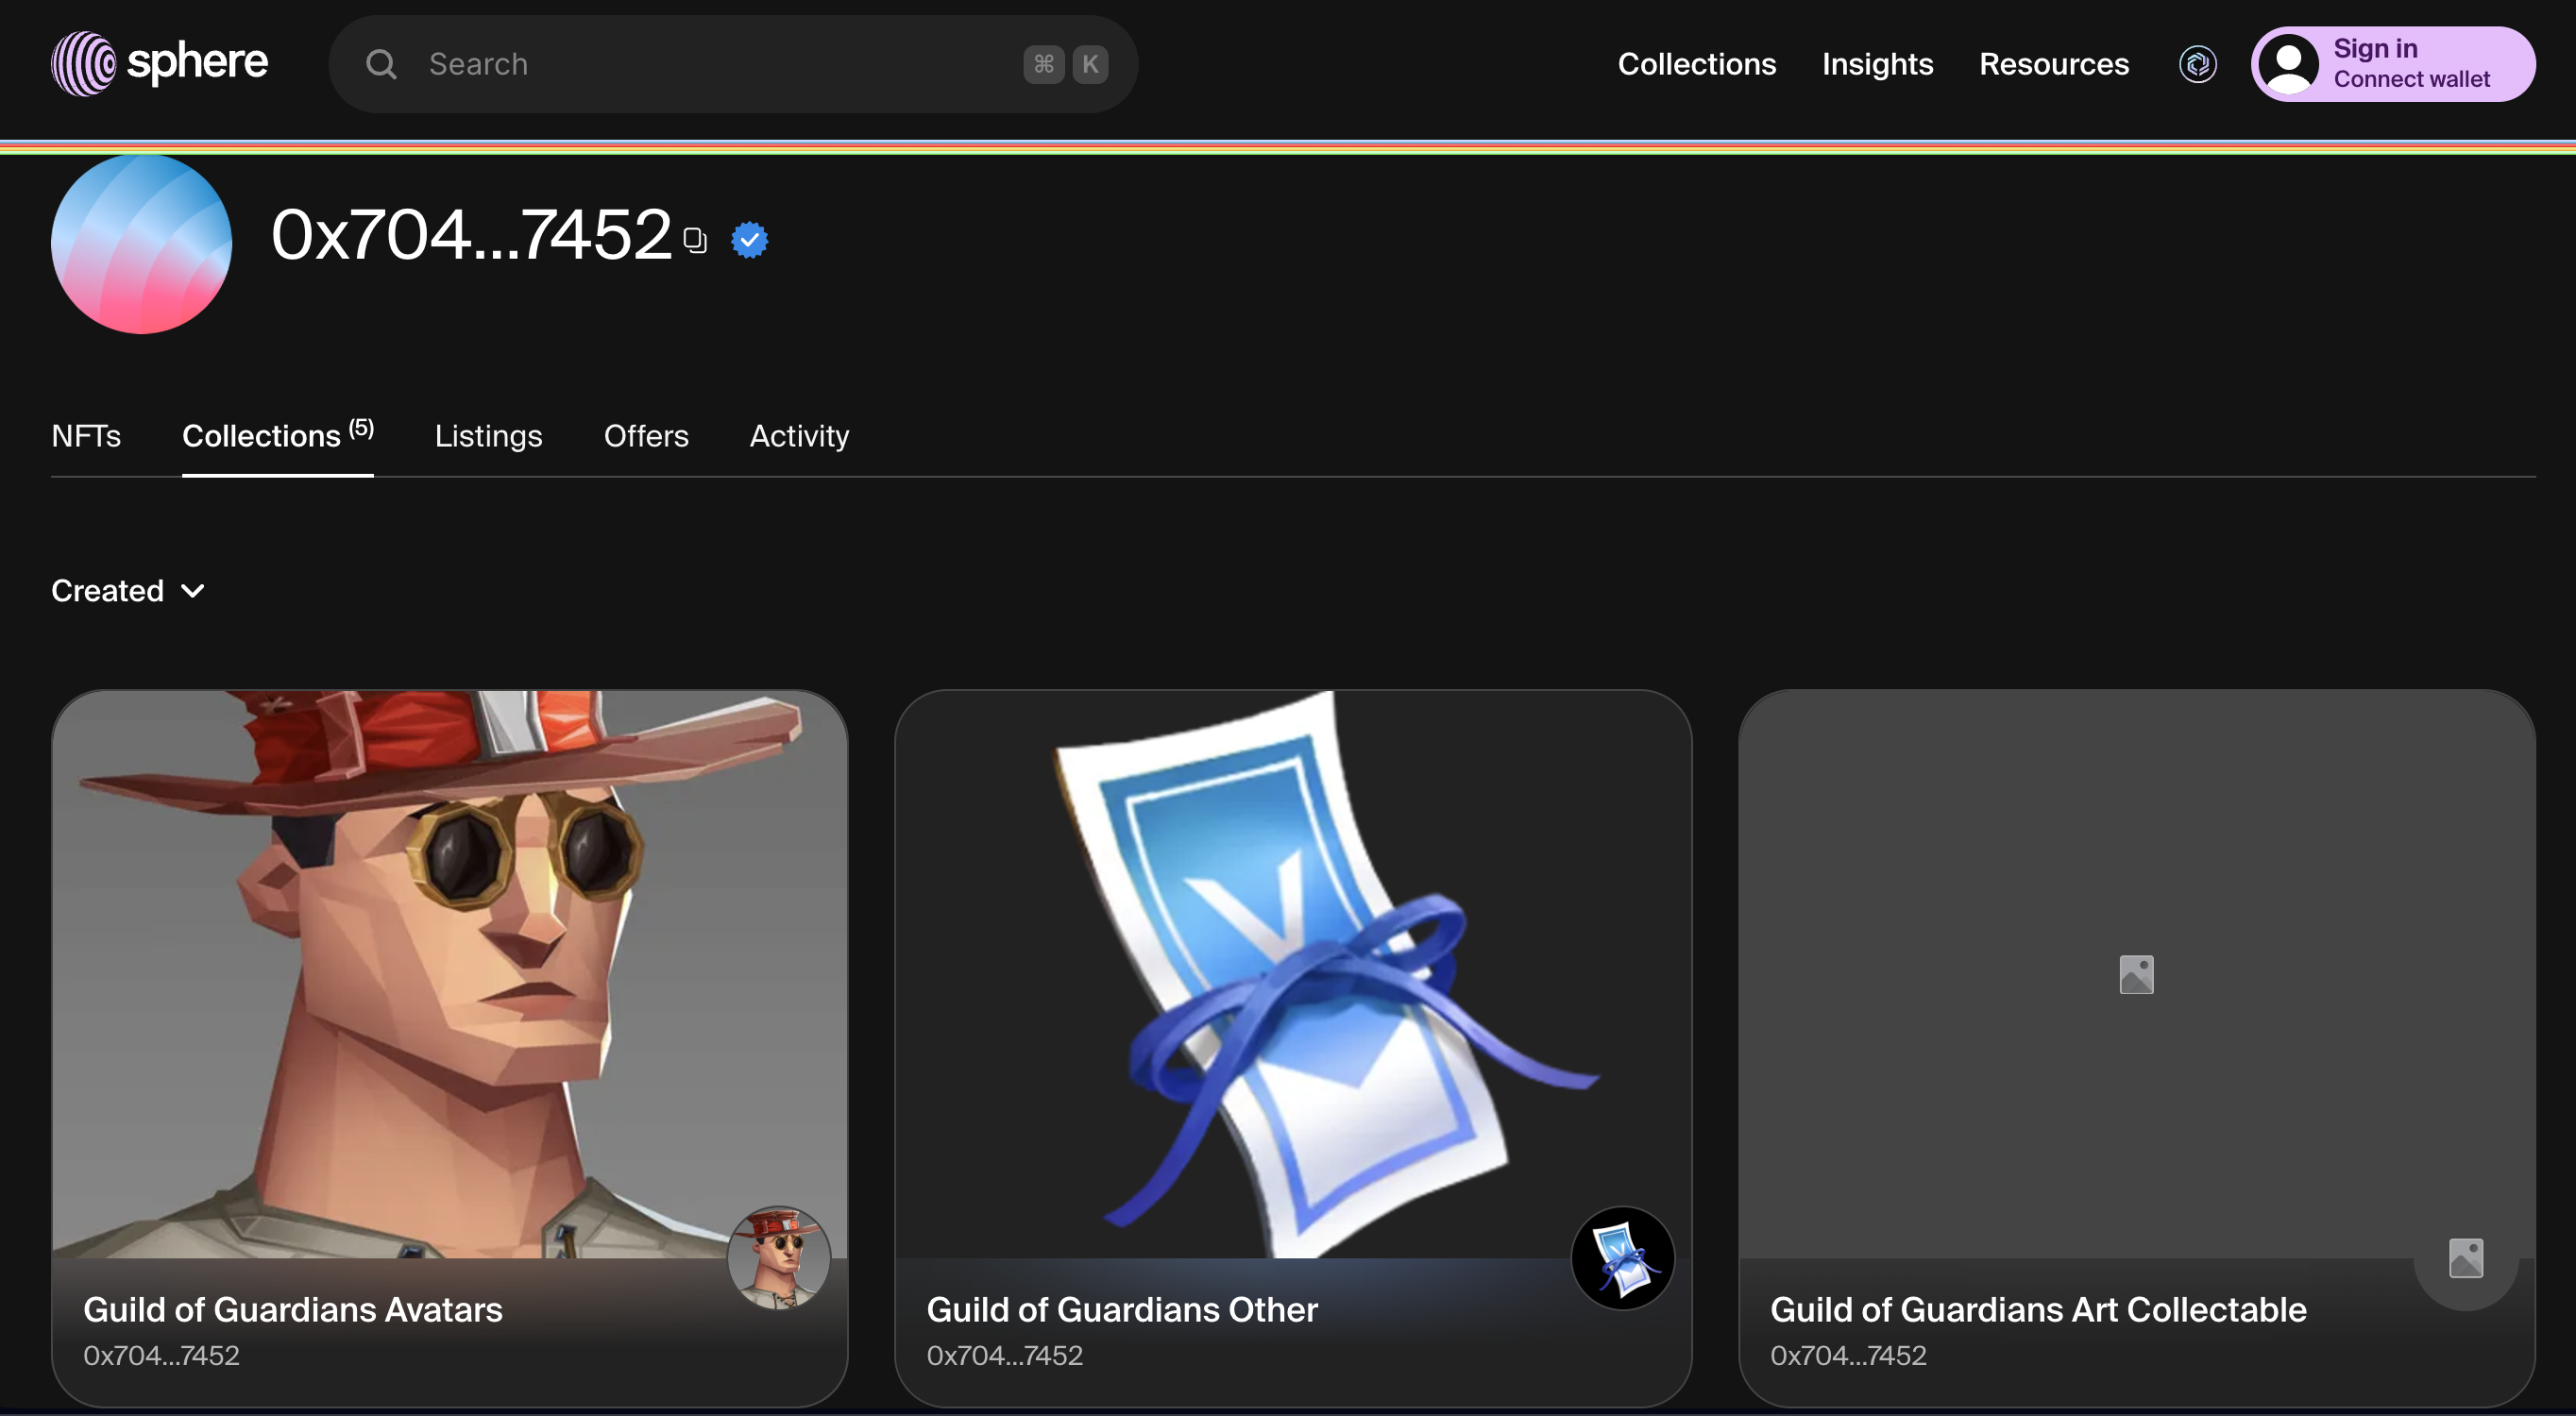 sphere
Search
⌘ K
Collections
Insights
Resources
Sign in
Connect wallet
0x704...7452
NFTs
Collections (5)
Listings
Offers
Activity
Created
V
Guild of Guardians Avatars
0x704...7452
Guild of Guardians Other
0x704...7452
Guild of Guardians Art Collectable
0x704...7452